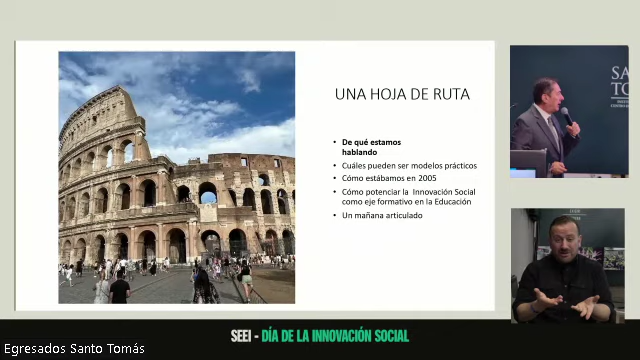 UNA HOJA DE RUTA
• De qué estamos
hablando
• Cuáles pueden ser modelos prácticos
• Cómo estábamos en 2005
• Cómo potenciar la Innovación Social
como eje formativo en la Educación
• Un mañana articulado
SA
TO
SEEI - DÍA DE LA INNOVACIÓN SOCIAL
Egresados Santo Tomás